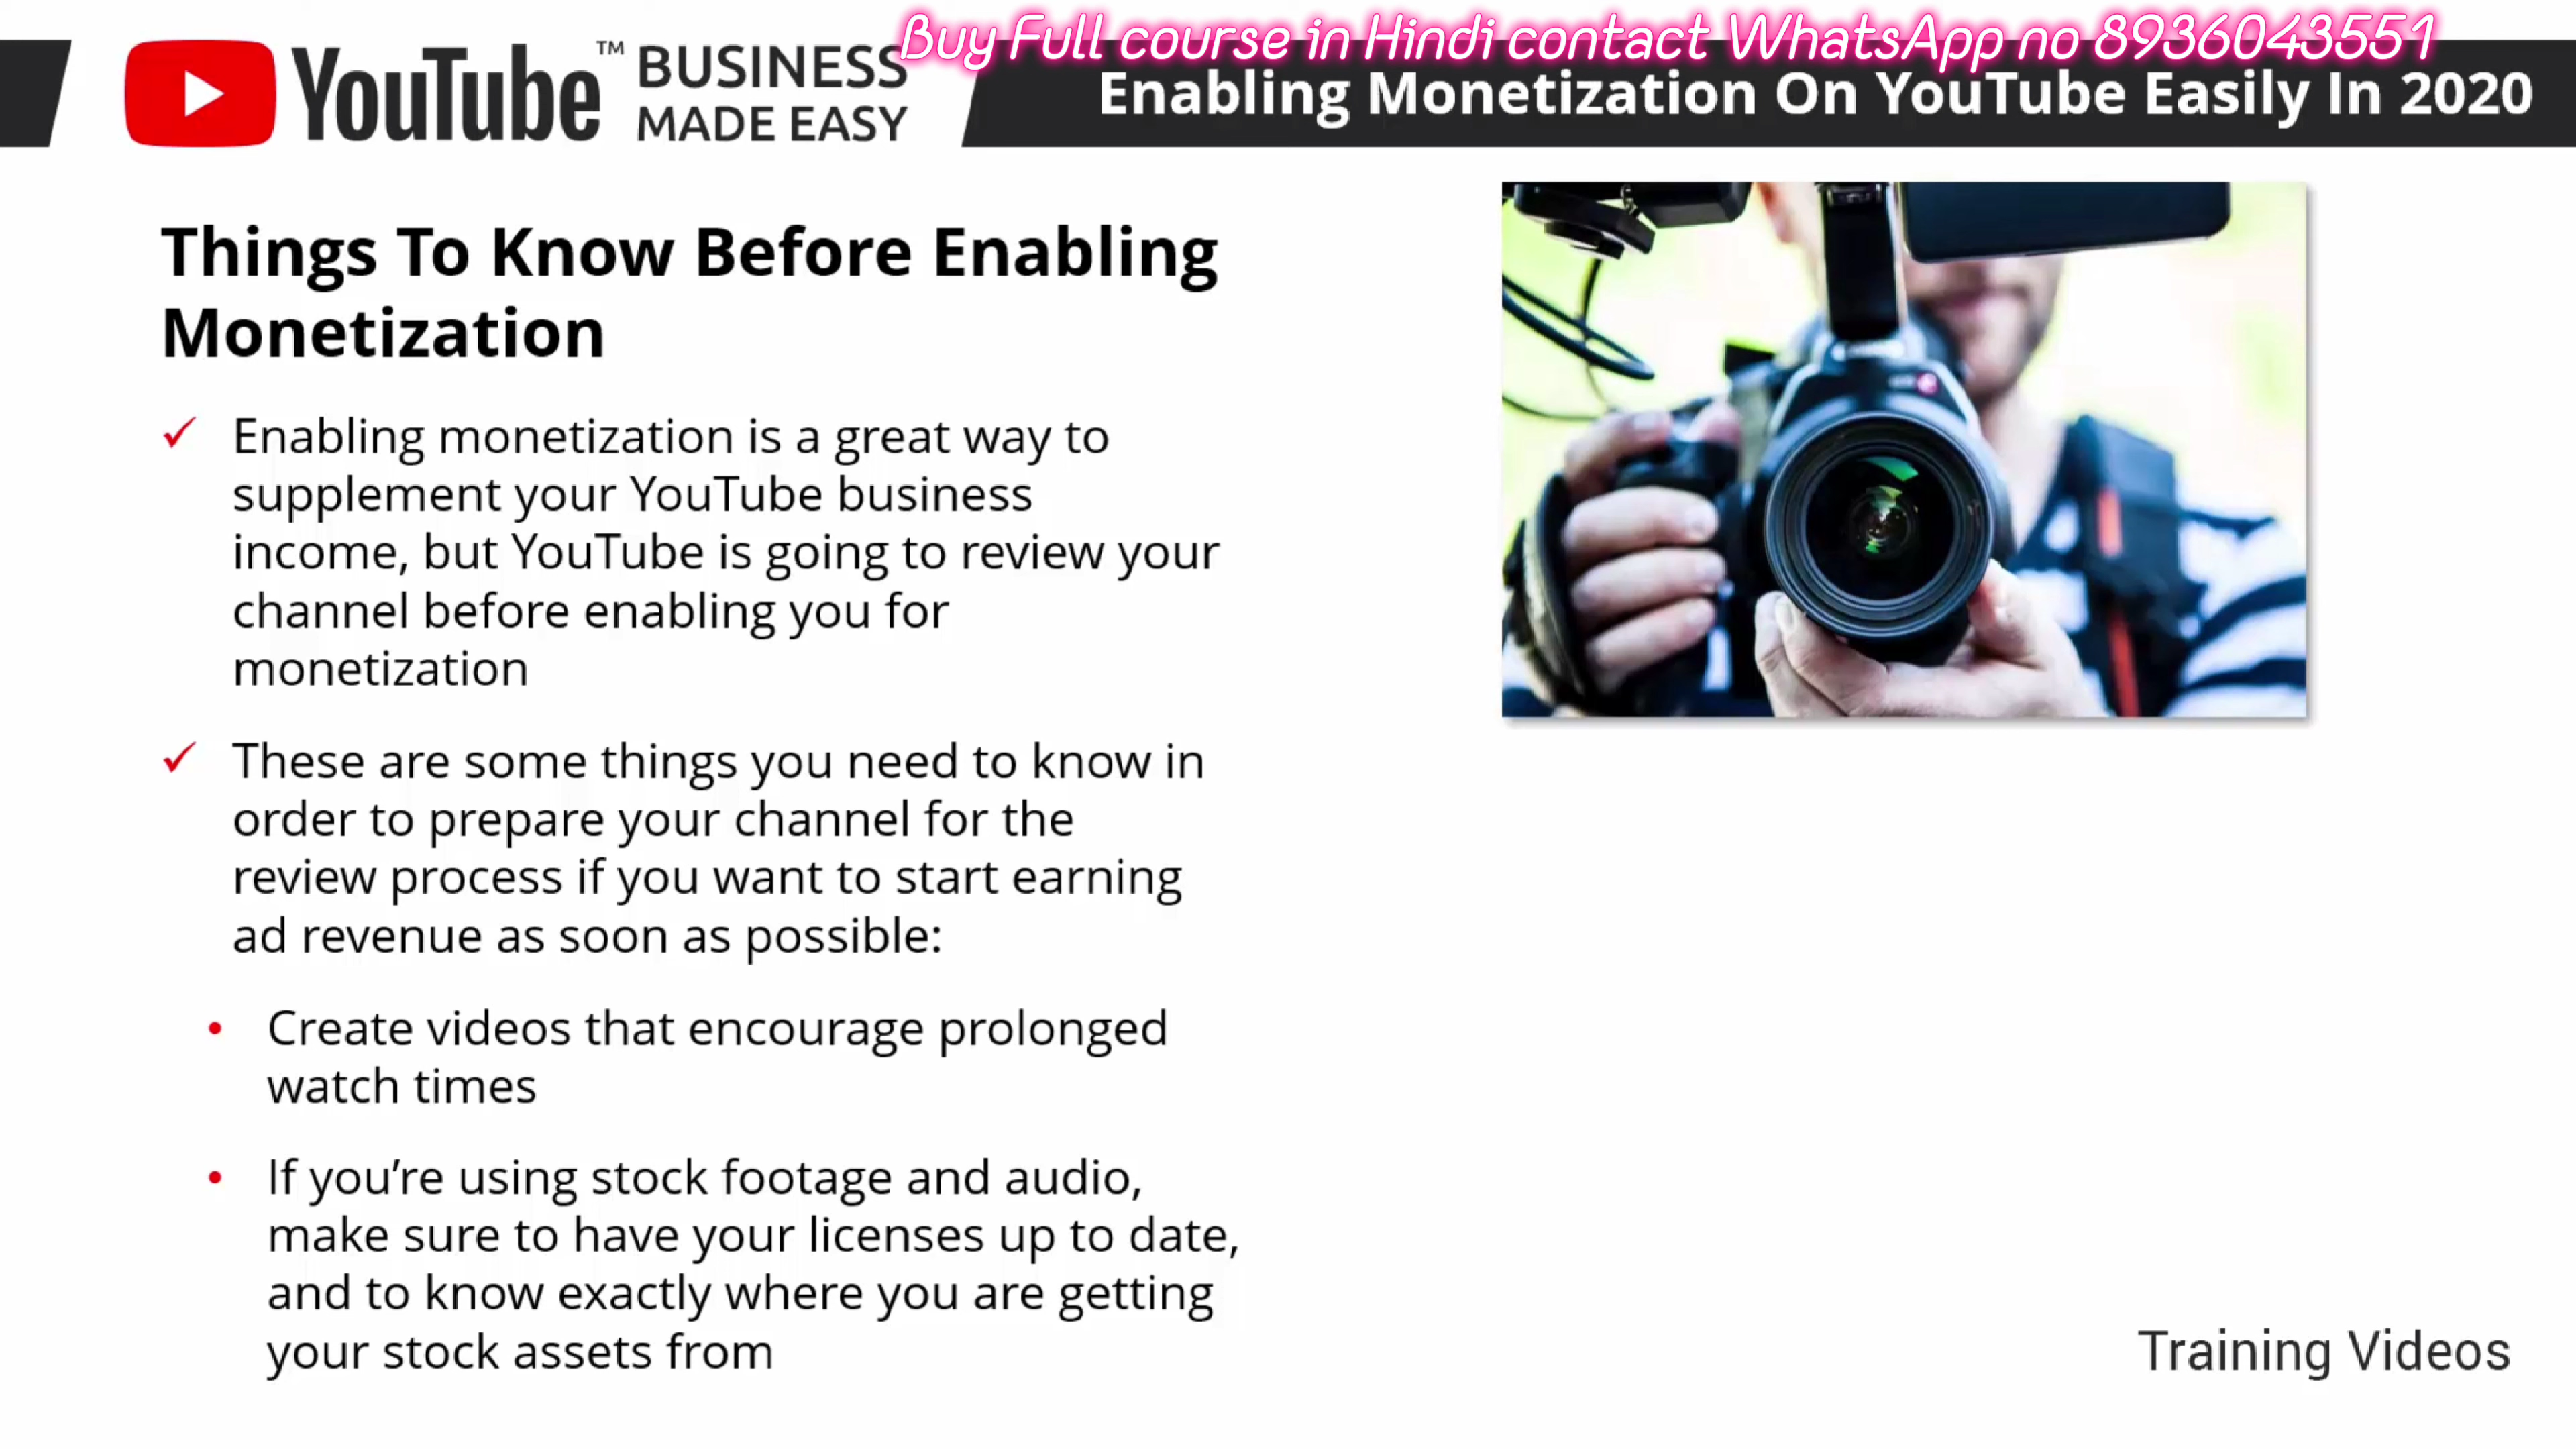 Buy Full course in Hindi contact WhatsApp no 8936043551
YouTube™ BUSINESS
MADE EASY
Enabling Monetization On YouTube Easily In 2020
Things To Know Before Enabling
Monetization
✓ Enabling monetization is a great way to
supplement your YouTube business
income, but YouTube is going to review your
channel before enabling you for
monetization
✓ These are some things you need to know in
order to prepare your channel for the
review process if you want to start earning
ad revenue as soon as possible:
• Create videos that encourage prolonged
watch times
• If you’re using stock footage and audio,
make sure to have your licenses up to date,
and to know exactly where you are getting
your stock assets from
Training Videos